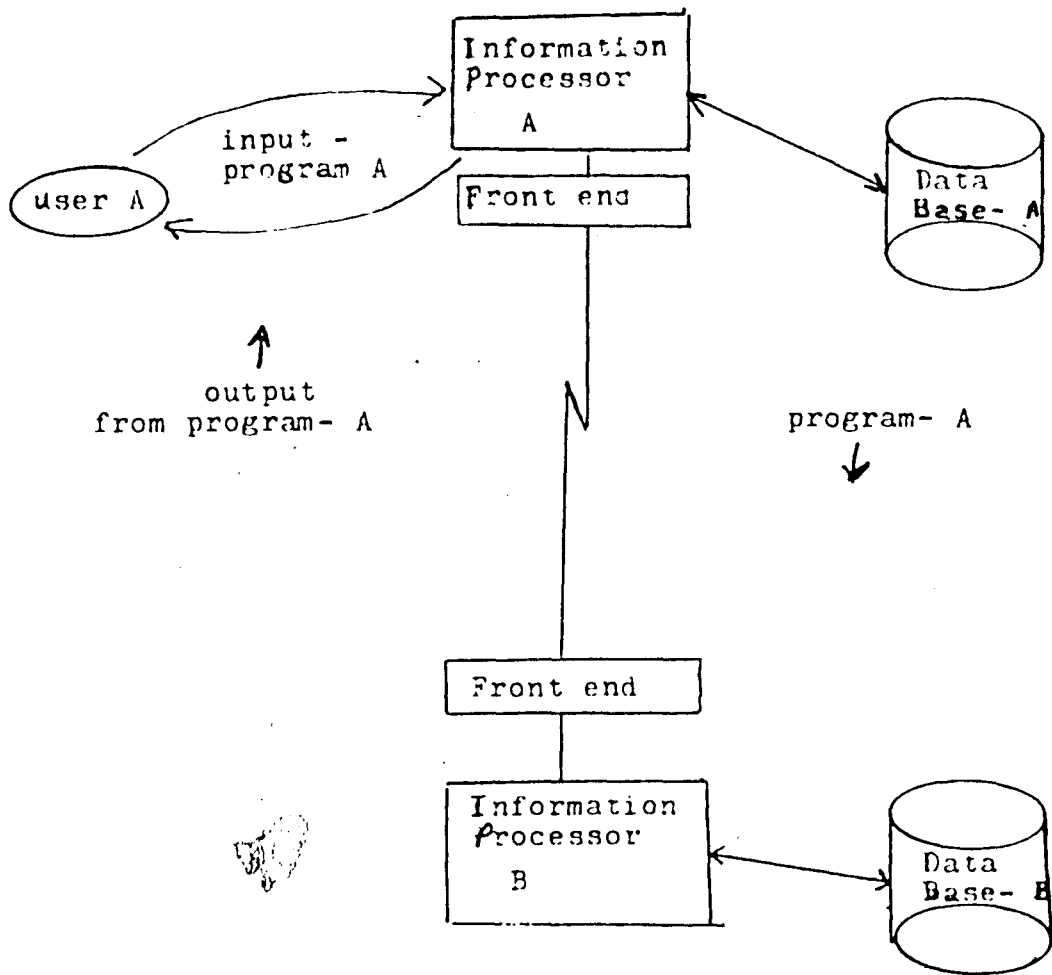 Information
Processor
A
input -
program A
user A
Front end
Data
Base- A
output
from program- A
program- A
Front end
Information
Processor
B
Data
Base- B